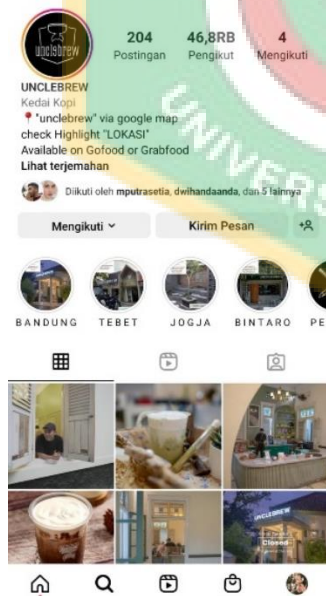 unclebrew
204 46,8RB 4
Postingan Pengikut Mengikuti
UNCLEBREW
Kedai Kopi
"unclebrew" via google map
check Highlight "LOKASI"
Available on Gofood or Grabfood
Lihat terjemahan
Diikuti oleh mputrasetia, dwihandaanda, dan 5 lainnya
Mengikuti Kirim Pesan
BANDUNG TEBET JOGJA BINTARO PE
UNIVERS
UNCLEBREW
Closed